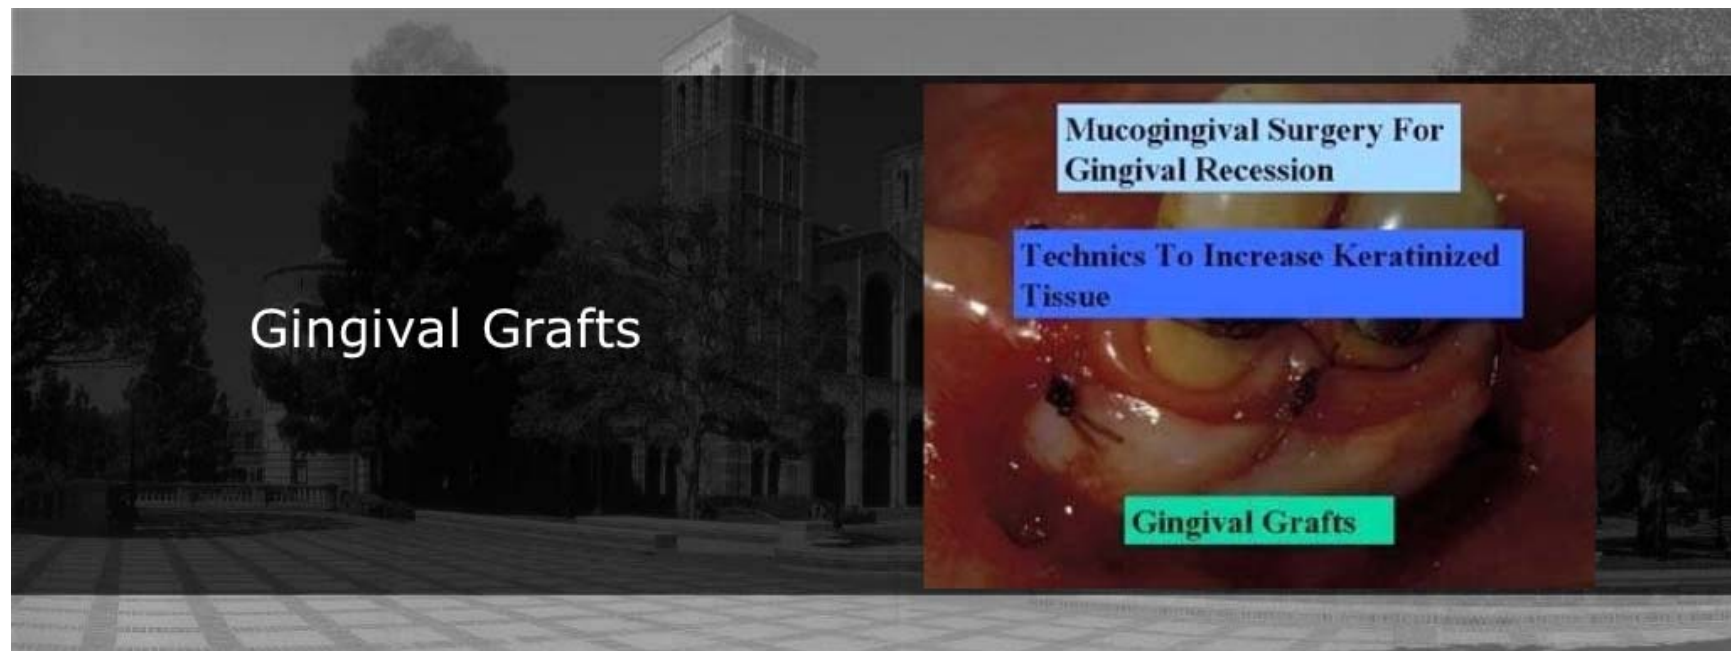 Gingival Grafts
Mucogingival Surgery For
Gingival Recession
Technics To Increase Keratinized
Tissue
Gingival Grafts